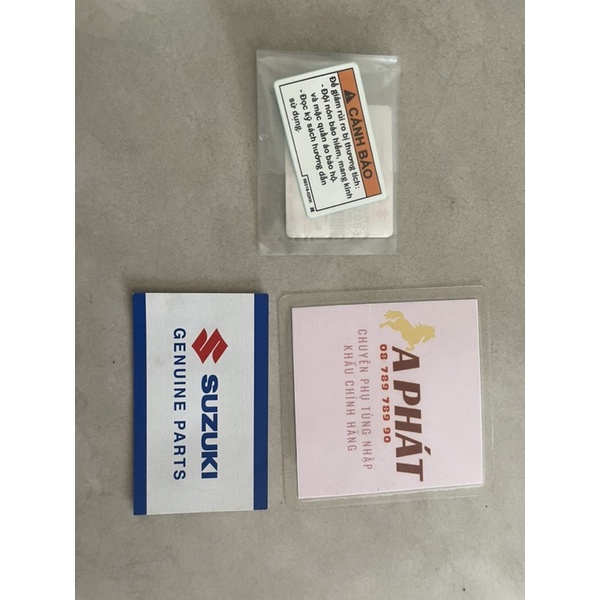 CẢNH BÁO
Để giảm rủi ro bị thương tích:
- Đội nón bảo hiểm, mang kính
và mặc quần áo bảo hộ.
- Đọc kỹ sách hướng dẫn
sử dụng.
SUZUKI
GENUINE PARTS
A PHÁT
08 789 789 90
CHUYÊN PHỤ TÙNG NHẬP
KHẨU CHÍNH HÃNG